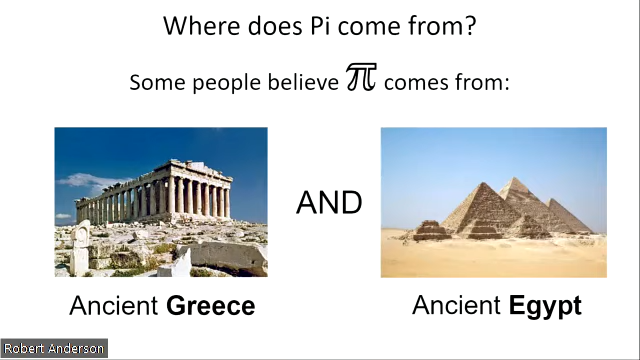 Where does Pi come from?
Some people believe π comes from:
AND
Ancient Greece
Ancient Egypt
Robert Anderson